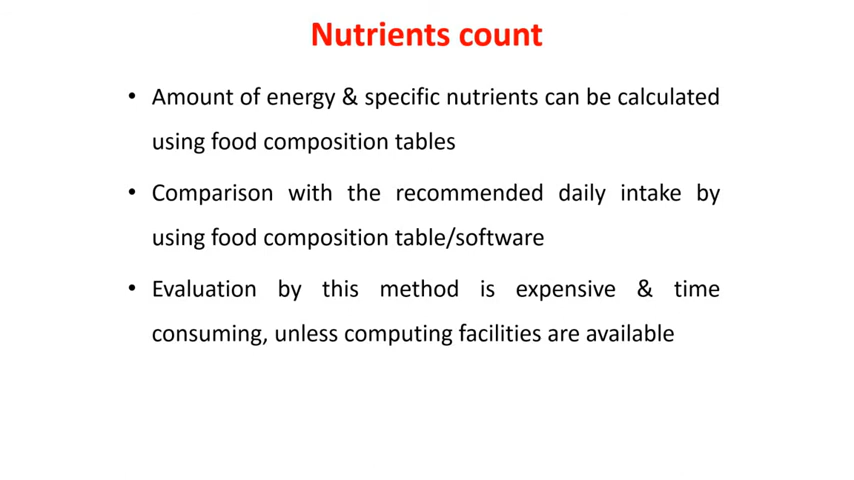 Nutrients count
• Amount of energy & specific nutrients can be calculated
using food composition tables
• Comparison with the recommended daily intake by
using food composition table/software
• Evaluation by this method is expensive & time
consuming, unless computing facilities are available